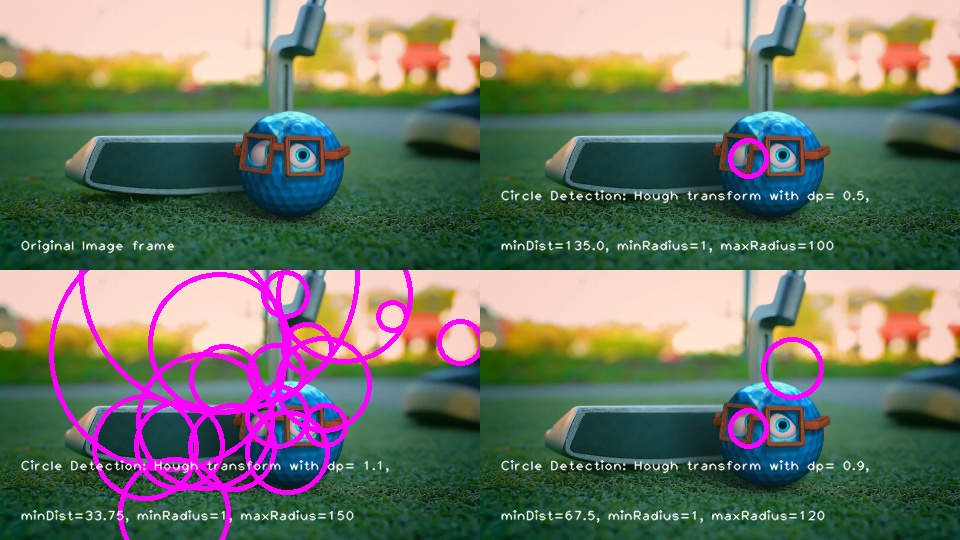 Original Image frame
Circle Detection: Hough transform with dp= 0.5,
minDist=135.0, minRadius=1, maxRadius=100
Circle Detection: Hough transform with dp= 1.1,
minDist=33.75, minRadius=1, maxRadius=150
Circle Detection: Hough transform with dp= 0.9,
minDist=67.5, minRadius=1, maxRadius=120